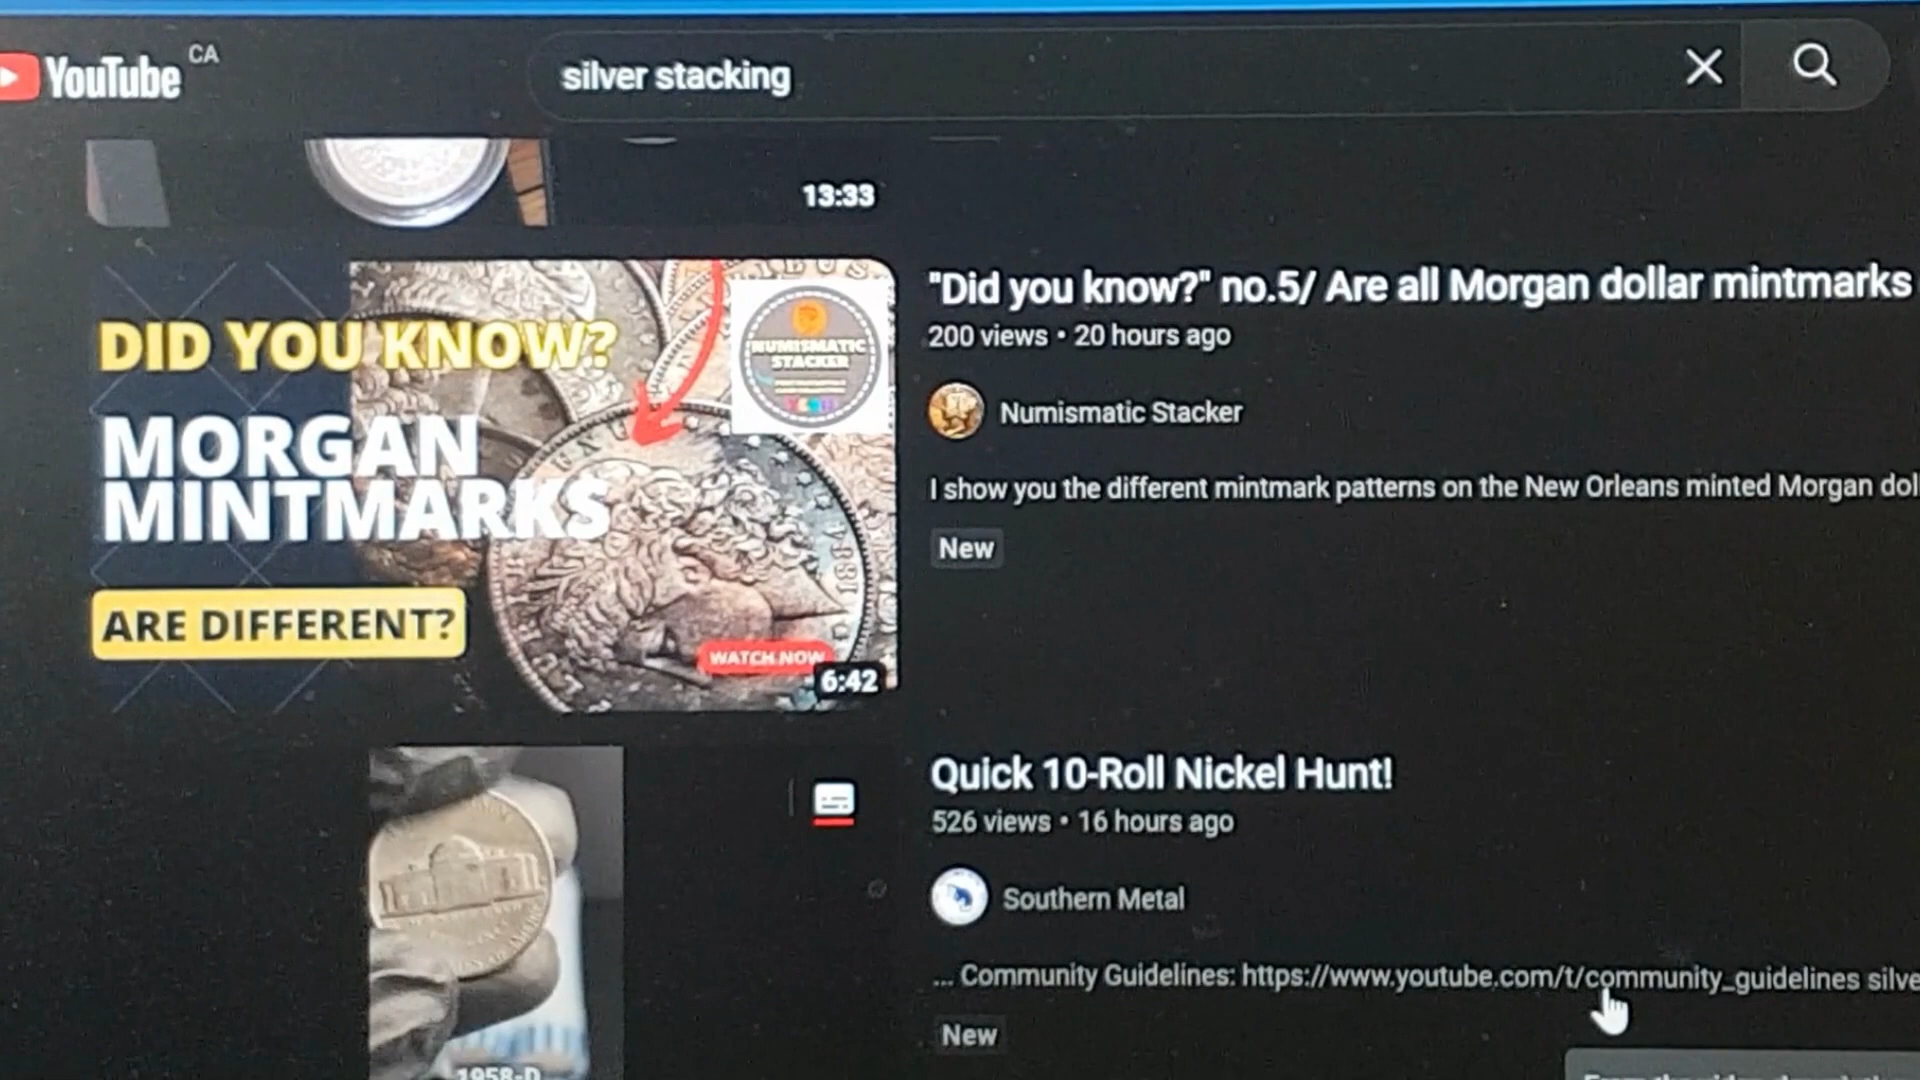 YouTube CA
silver stacking
13:33
DID YOU KNOW?
MORGAN
MINTMARKS
ARE DIFFERENT?
NUMISMATIC
STACKER
1884
WATCH NOW
6:42
"Did you know?" no.5/ Are all Morgan dollar mintmarks
200 views • 20 hours ago
Numismatic Stacker
I show you the different mintmark patterns on the New Orleans minted Morgan dol
New
Quick 10-Roll Nickel Hunt!
526 views • 16 hours ago
Southern Metal
... Community Guidelines: https://www.youtube.com/t/community_guidelines silve
New
1958-D